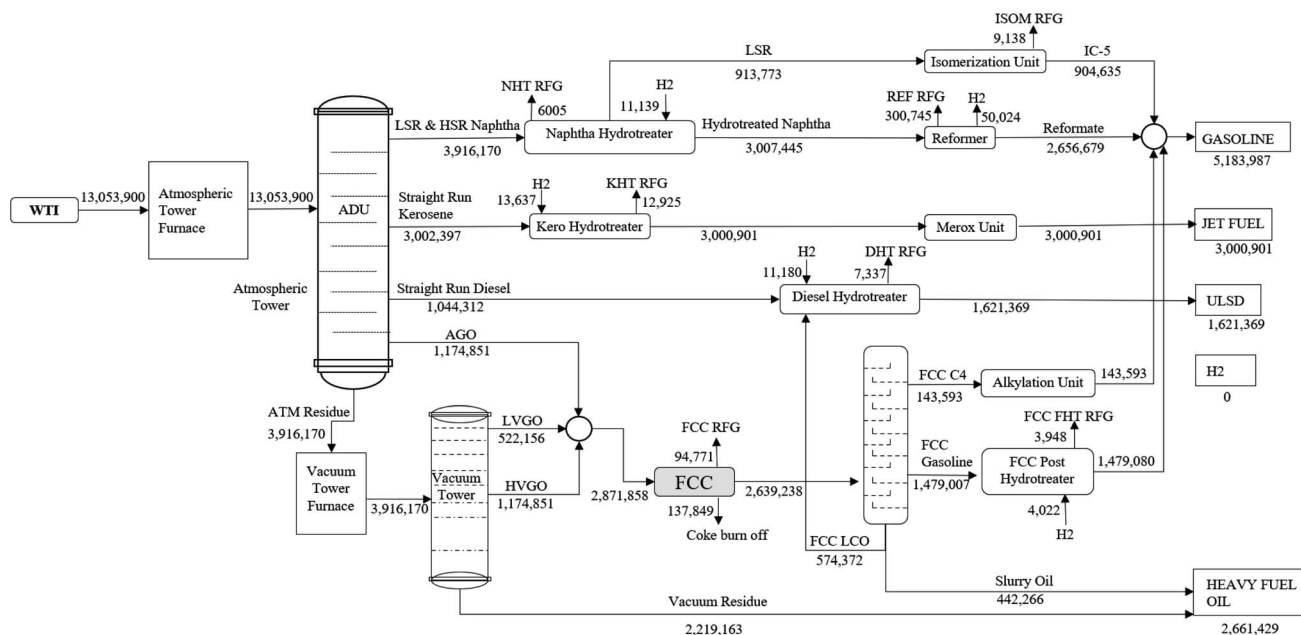 ISOM RFG
9,138
LSR
913,773
Isomerization Unit
IC-5
904,635
NHT RFG
6005
H2
11,139
REF RFG
300,745
H2
50,024
LSR & HSR Naphtha
3,916,170
Naphtha Hydrotreater
Hydrotreated Naphtha
3,007,445
Reformer
Reformate
2,656,679
GASOLINE
5,183,987
WTI
13,053,900
Atmospheric
Tower
Furnace
13,053,900
ADU
Straight Run
Kerosene
3,002,397
H2
13,637
KHT RFG
12,925
Kero Hydrotreater
3,000,901
Merox Unit
3,000,901
JET FUEL
3,000,901
Atmospheric
Tower
Straight Run Diesel
1,044,312
H2
11,180
DHT RFG
7,337
Diesel Hydrotreater
1,621,369
ULSD
1,621,369
AGO
1,174,851
H2
0
FCC C4
143,593
Alkylation Unit
143,593
ATM Residue
3,916,170
Vacuum
Tower
Furnace
3,916,170
LVGO
522,156
Vacuum
Tower
HVGO
1,174,851
2,871,858
FCC RFG
94,771
FCC
2,639,238
137,849
Coke burn off
FCC
Gasoline
1,479,007
FCC FHT RFG
3,948
FCC Post
Hydrotreater
1,479,080
4,022
H2
FCC LCO
574,372
Slurry Oil
442,266
Vacuum Residue
2,219,163
HEAVY FUEL
OIL
2,661,429